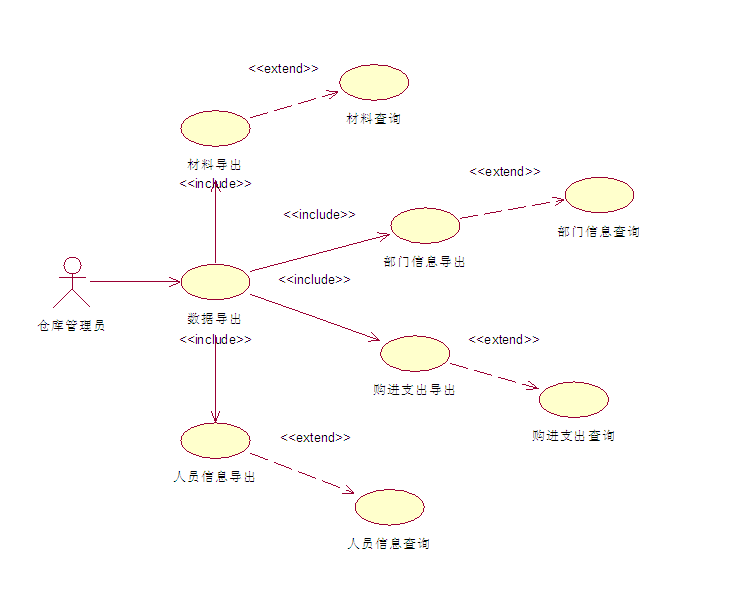 <<extend>>
材料查询
材料导出
<<include>>
<<extend>>
<<include>>
部门信息查询
部门信息导出
<<include>>
仓库管理员
数据导出
<<include>>
<<extend>>
购进支出导出
购进支出查询
<<extend>>
人员信息导出
人员信息查询